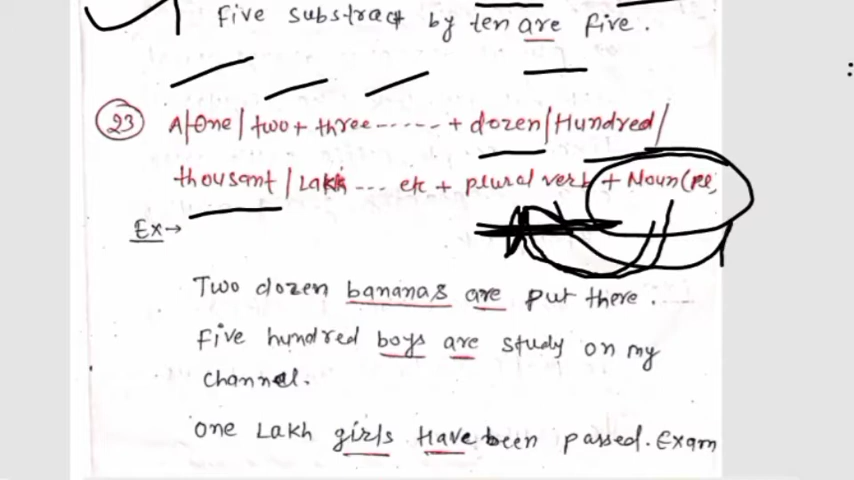 Five substract by ten are five.
23 A/One/two + three ------ + dozen/Hundred/
thousant/Lakh --- etc + plural verb + Noun(pl)
Ex→
Two dozen bananas are put there.
Five hundred boys are study on my
channel.
One Lakh girls have been passed. Exam